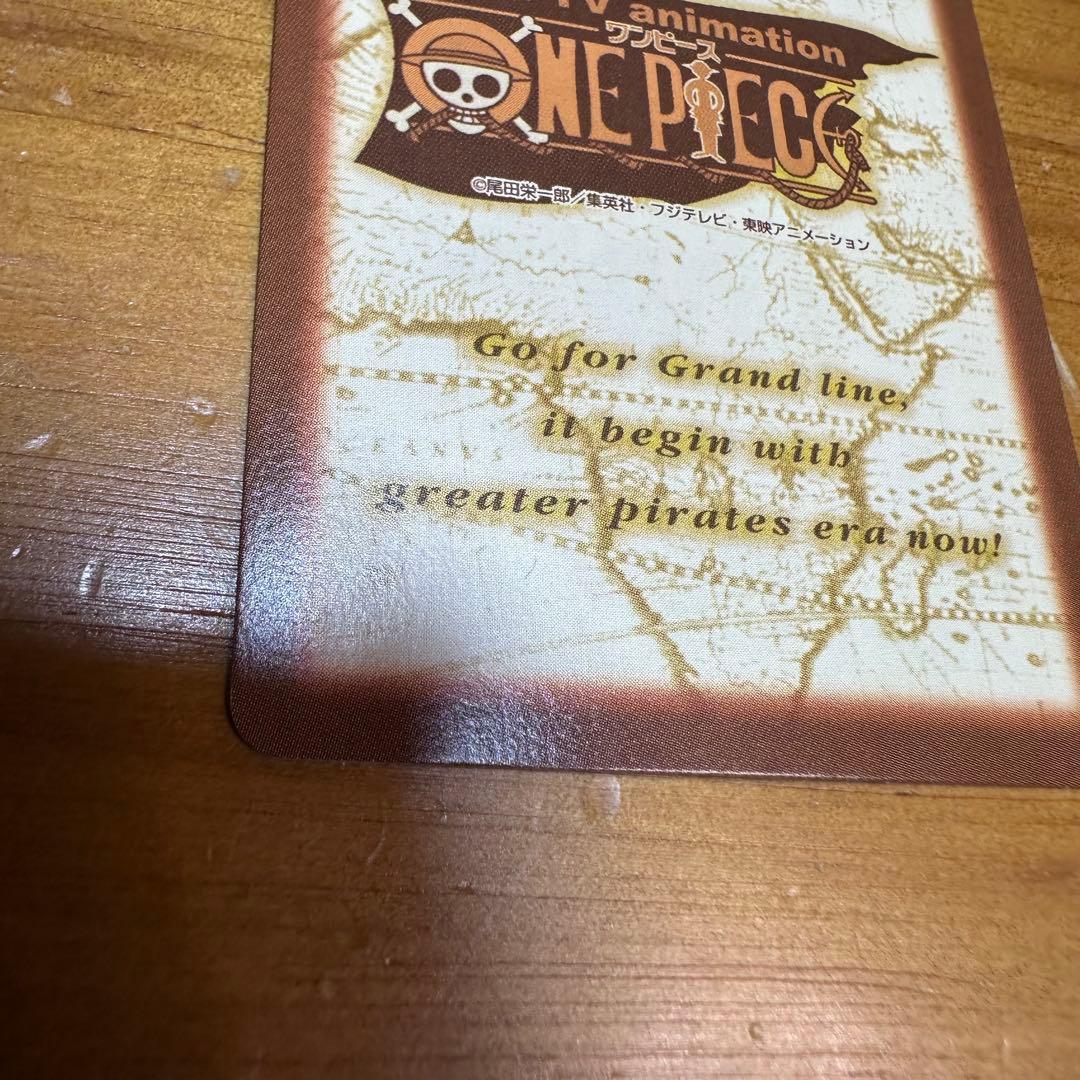 TV animation
ワンピース
ONE PIECE
©尾田栄一郎／集英社・フジテレビ・東映アニメーション
Go for Grand line,
it begin with
greater pirates era now!